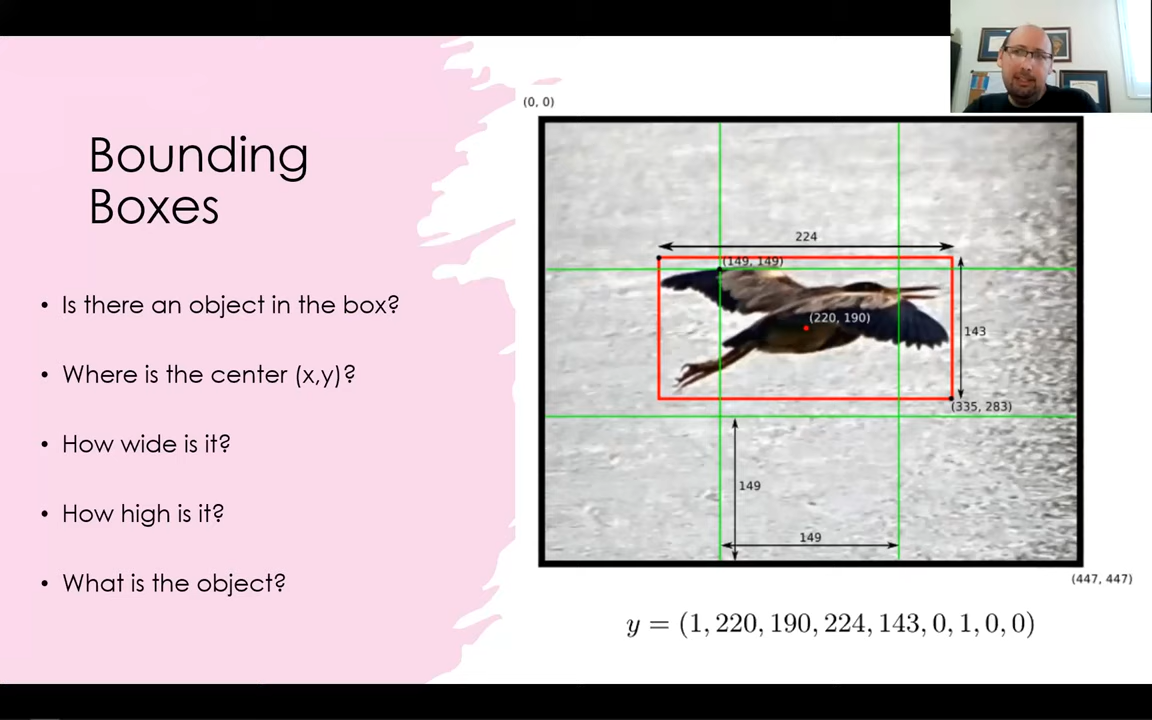 Bounding
Boxes
• Is there an object in the box?
• Where is the center (x,y)?
• How wide is it?
• How high is it?
• What is the object?
(0, 0)
224
(149, 149)
(220, 190)
143
(335, 283)
149
149
(447, 447)
y = (1, 220, 190, 224, 143, 0, 1, 0, 0)